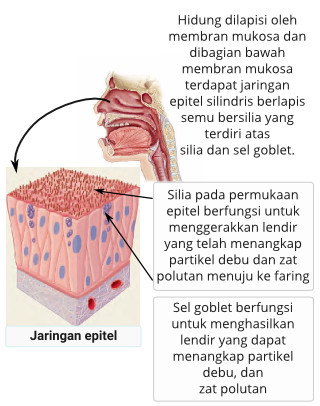 Hidung dilapisi oleh
membran mukosa dan
dibagian bawah
membran mukosa
terdapat jaringan
epitel silindris berlapis
semu bersilia yang
terdiri atas
silia dan sel goblet.
Silia pada permukaan
epitel berfungsi untuk
menggerakkan lendir
yang telah menangkap
partikel debu dan zat
polutan menuju ke faring
Sel goblet berfungsi
untuk menghasilkan
lendir yang dapat
menangkap partikel
debu, dan
zat polutan
Jaringan epitel